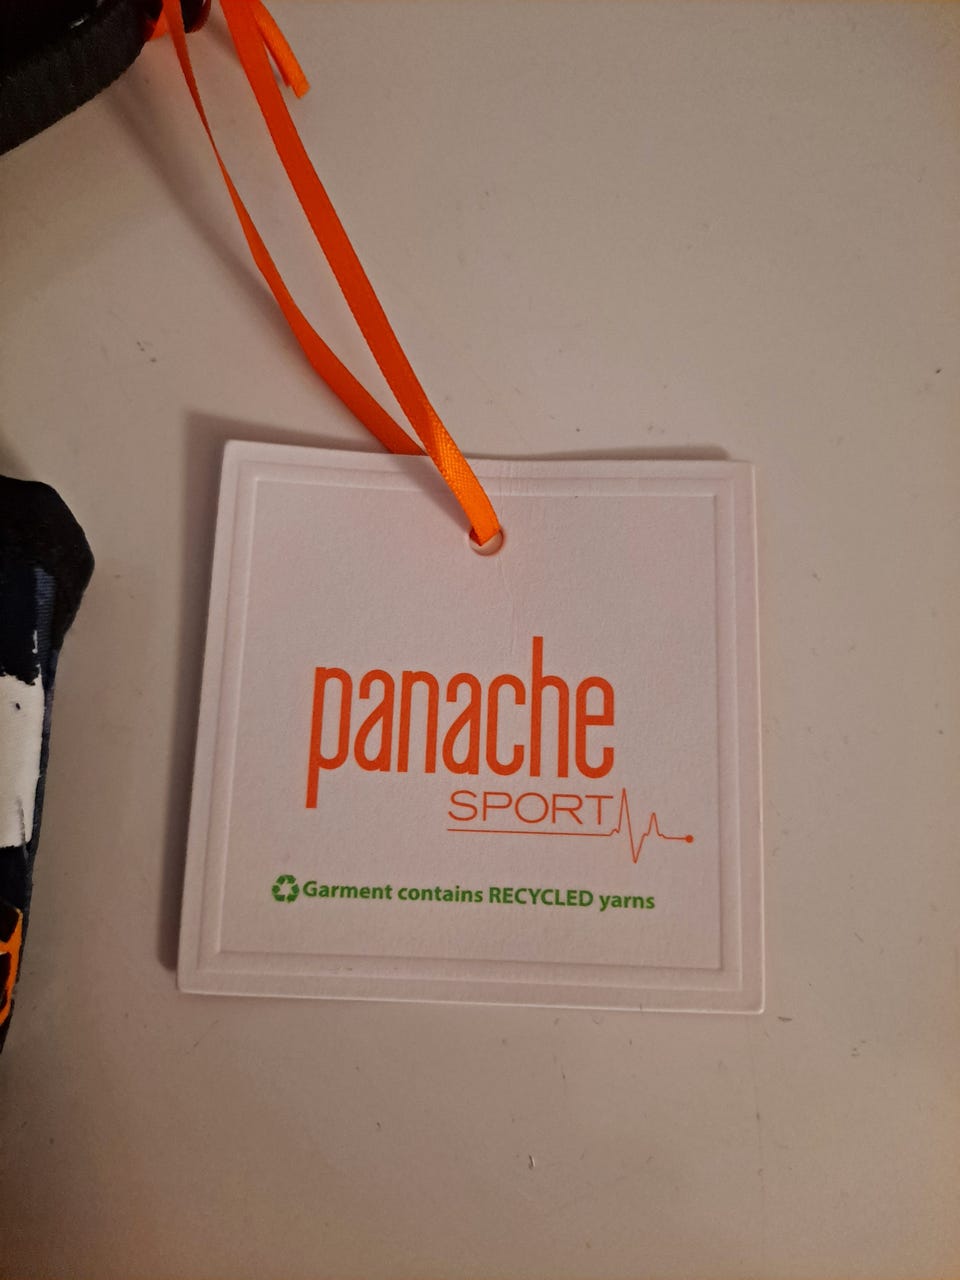 panache
SPORT
Garment contains RECYCLED yarns